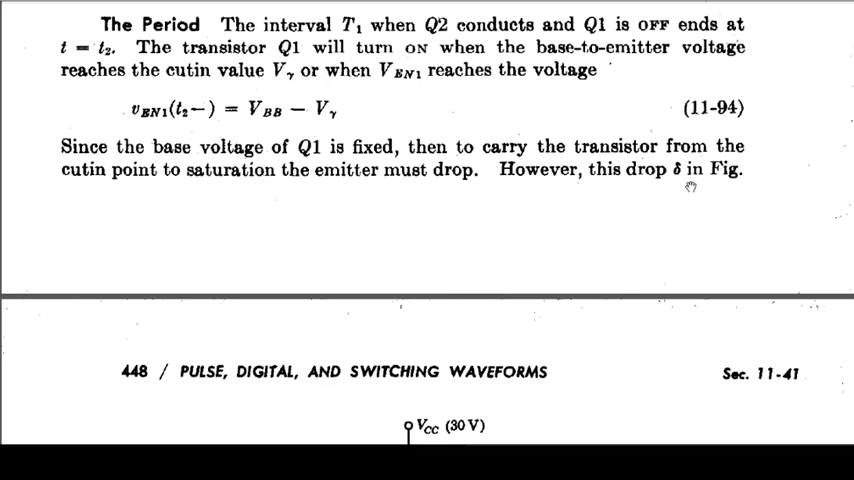 The Period The interval T₁ when Q2 conducts and Q1 is OFF ends at
t = t₂. The transistor Q1 will turn ON when the base-to-emitter voltage
reaches the cutin value Vᵧ or when V_EN1 reaches the voltage
v_EN1(t₂−) = V_BB − Vᵧ (11-94)
Since the base voltage of Q1 is fixed, then to carry the transistor from the
cutin point to saturation the emitter must drop. However, this drop δ in Fig.
448 / PULSE, DIGITAL, AND SWITCHING WAVEFORMS Sec. 11-41
V_CC (30 V)